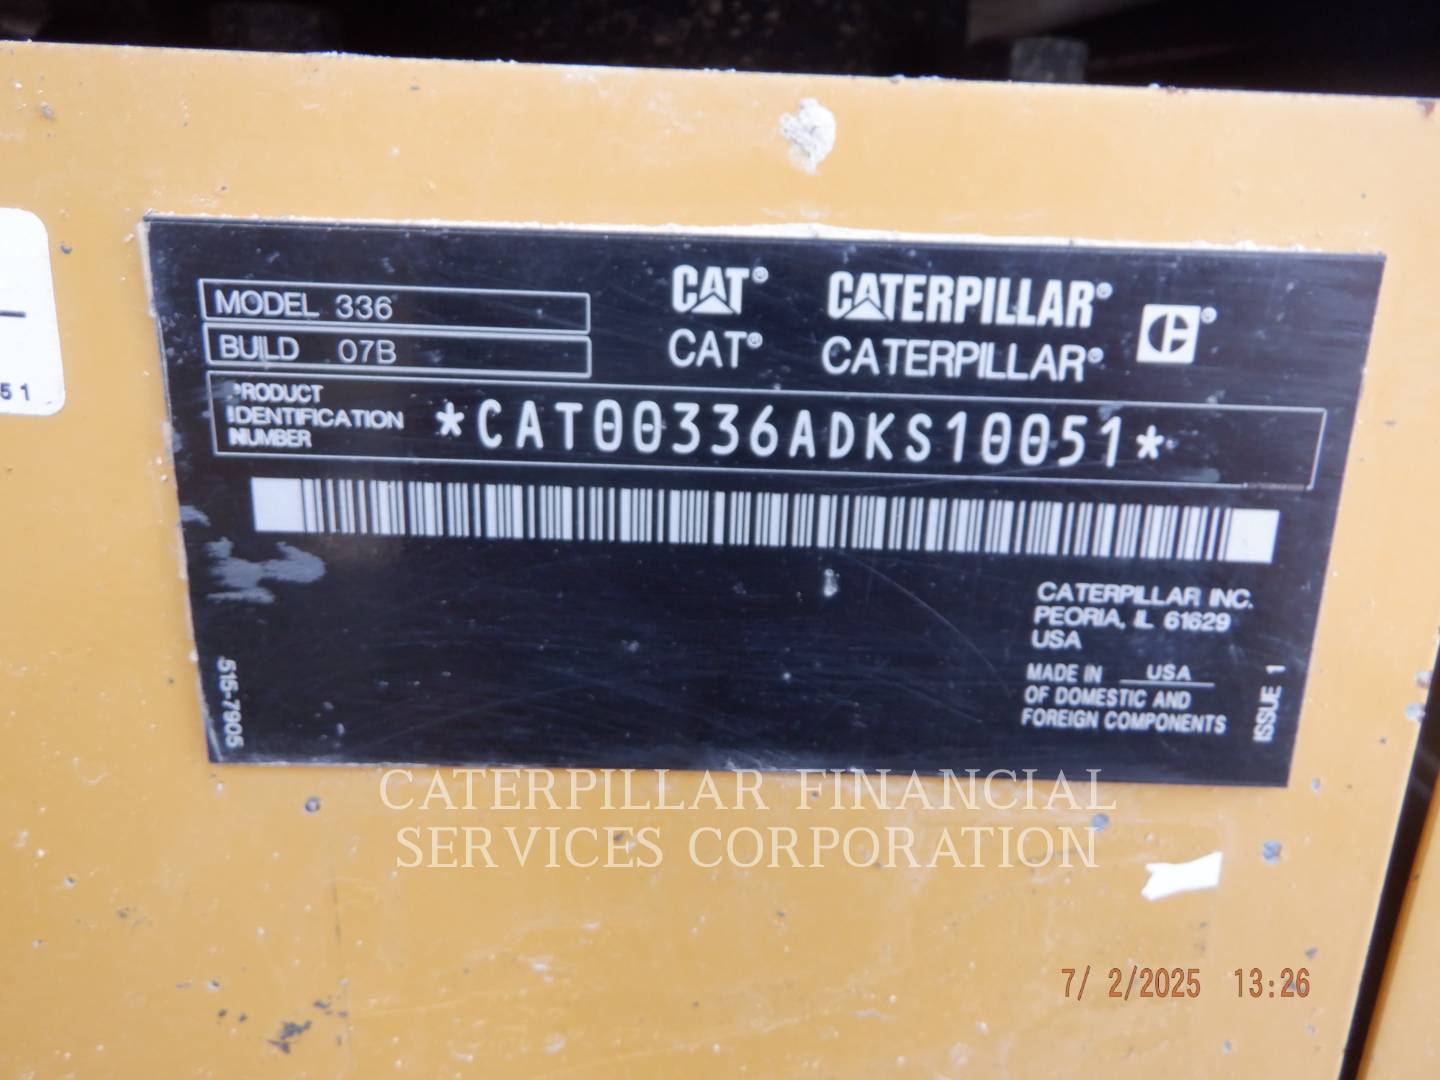 51
MODEL 336
BUILD 07B
CAT® CATERPILLAR®
CAT® CATERPILLAR®
PRODUCT
IDENTIFICATION
NUMBER
*CAT00336ADKS10051*
CATERPILLAR INC.
PEORIA, IL 61629
USA
MADE IN USA
OF DOMESTIC AND
FOREIGN COMPONENTS
ISSUE 1
515-7905
CATERPILLAR FINANCIAL
SERVICES CORPORATION
7/ 2/2025 13:26